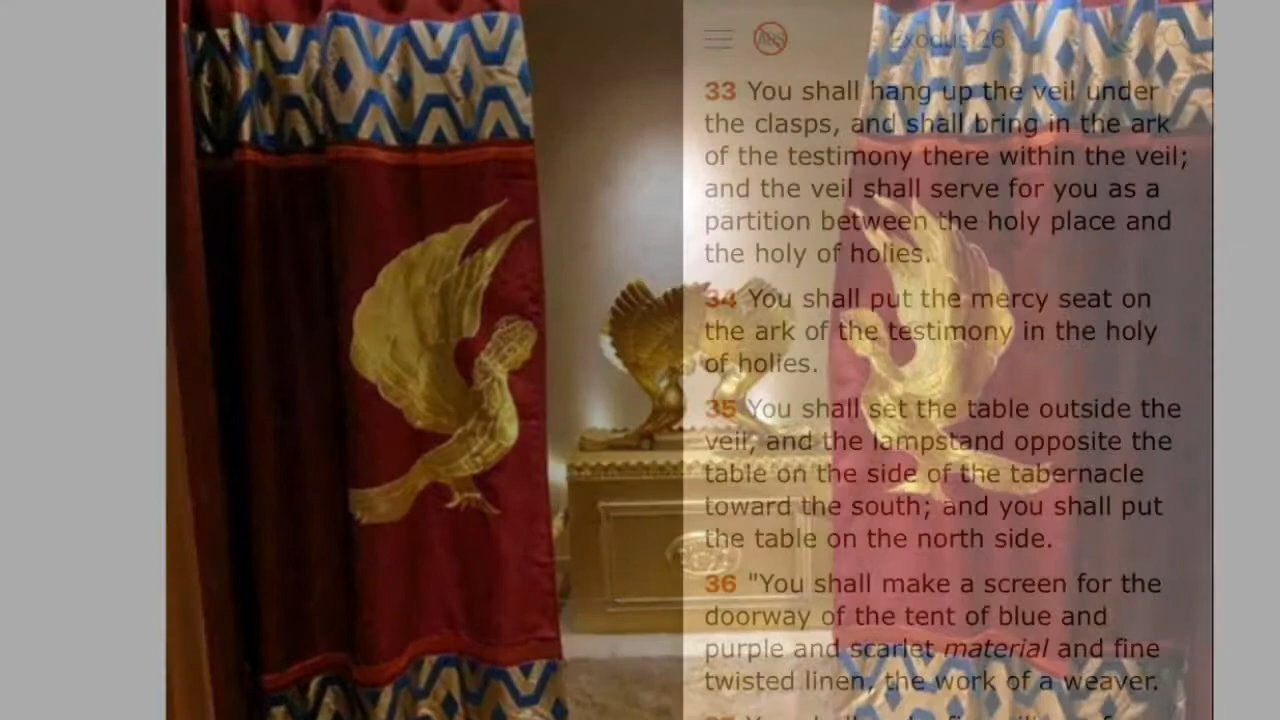 ABS
Exodus 26
33 You shall hang up the veil under
the clasps, and shall bring in the ark
of the testimony there within the veil;
and the veil shall serve for you as a
partition between the holy place and
the holy of holies.
34 You shall put the mercy seat on
the ark of the testimony in the holy
of holies.
35 You shall set the table outside the
veil, and the lampstand opposite the
table on the side of the tabernacle
toward the south; and you shall put
the table on the north side.
36 "You shall make a screen for the
doorway of the tent of blue and
purple and scarlet material and fine
twisted linen, the work of a weaver.